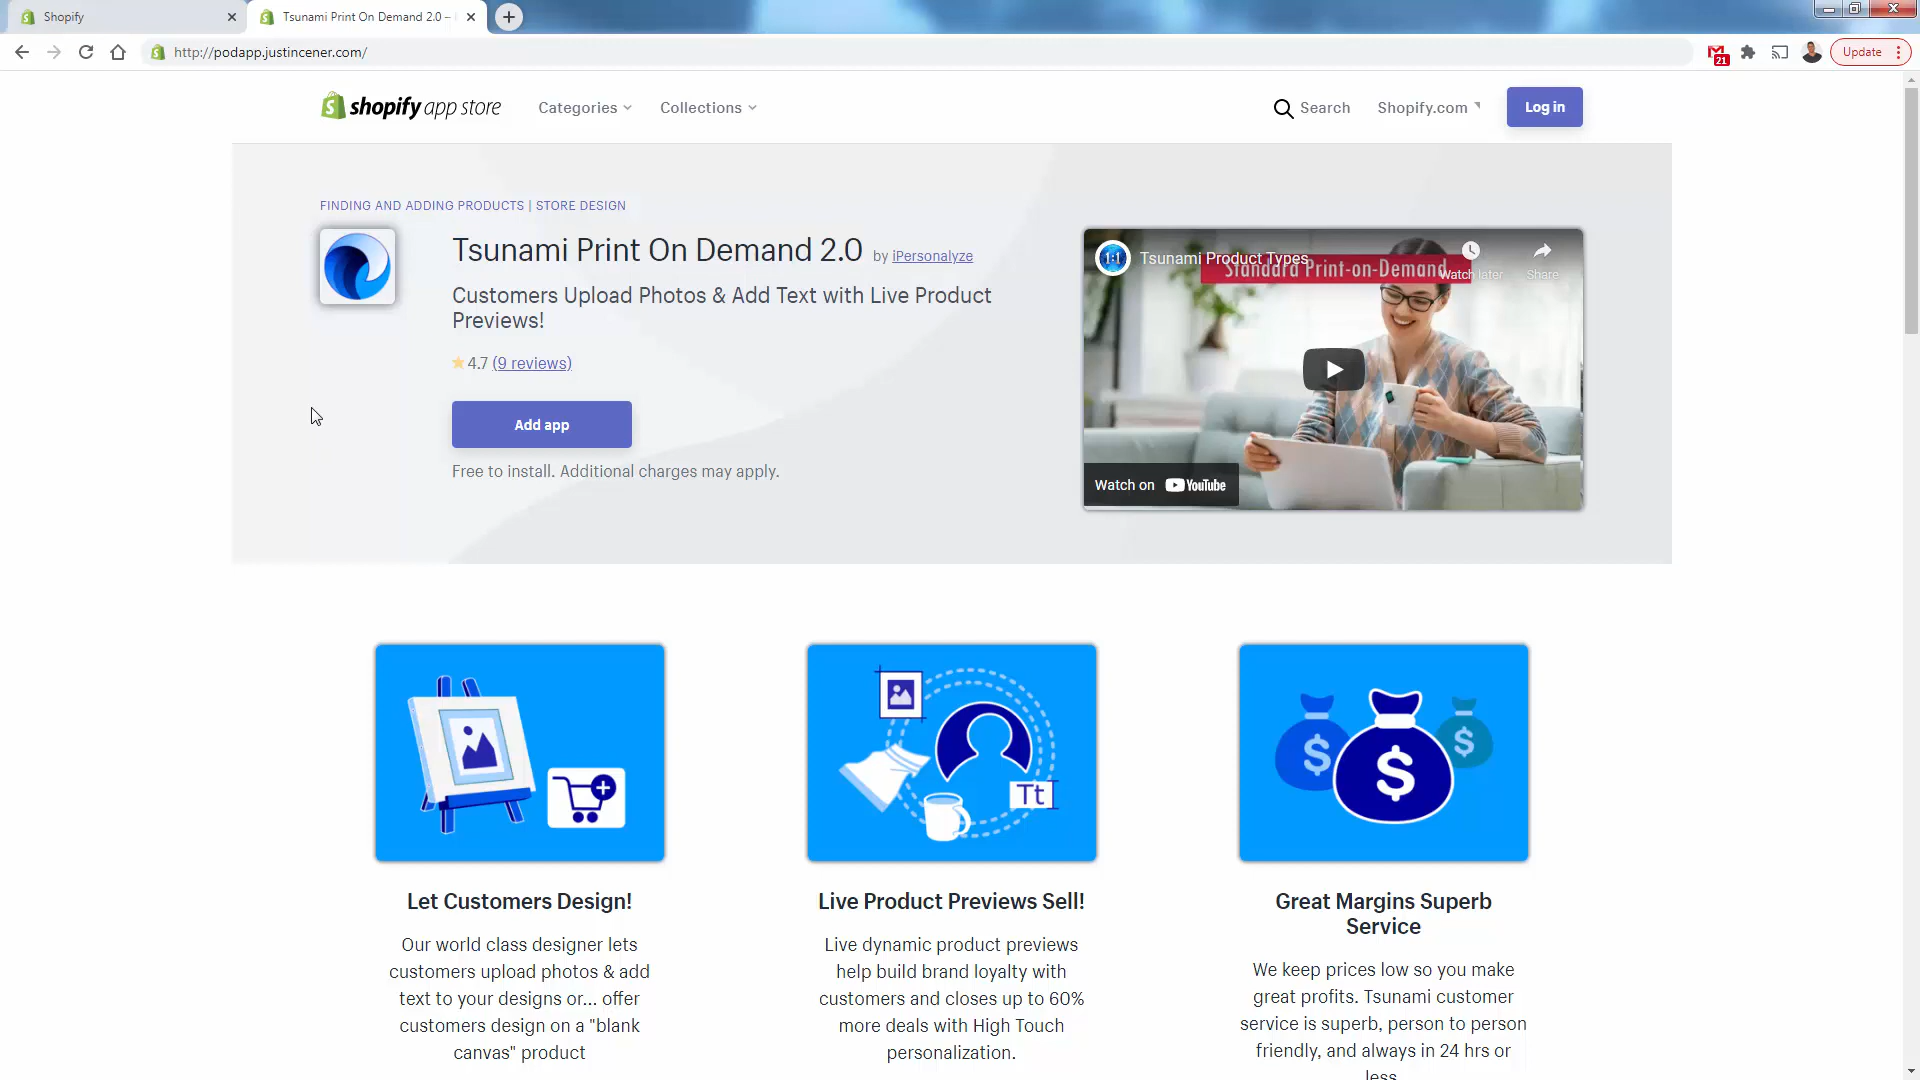 Shopify
Tsunami Print On Demand 2.0 –
http://podapp.justincener.com/
21
Update
shopify app store
Categories
Collections
Search
Shopify.com
Log in
FINDING AND ADDING PRODUCTS | STORE DESIGN
Tsunami Print On Demand 2.0 by iPersonalyze
Customers Upload Photos & Add Text with Live Product
Previews!
4.7 (9 reviews)
Add app
Free to install. Additional charges may apply.
1:1
Tsunami Product Types
Standard Print-on-Demand
Watch later
Share
Watch on YouTube
Tt
$ $ $
Let Customers Design!
Our world class designer lets
customers upload photos & add
text to your designs or... offer
customers design on a "blank
canvas" product
Live Product Previews Sell!
Live dynamic product previews
help build brand loyalty with
customers and closes up to 60%
more deals with High Touch
personalization.
Great Margins Superb
Service
We keep prices low so you make
great profits. Tsunami customer
service is superb, person to person
friendly, and always in 24 hrs or
less